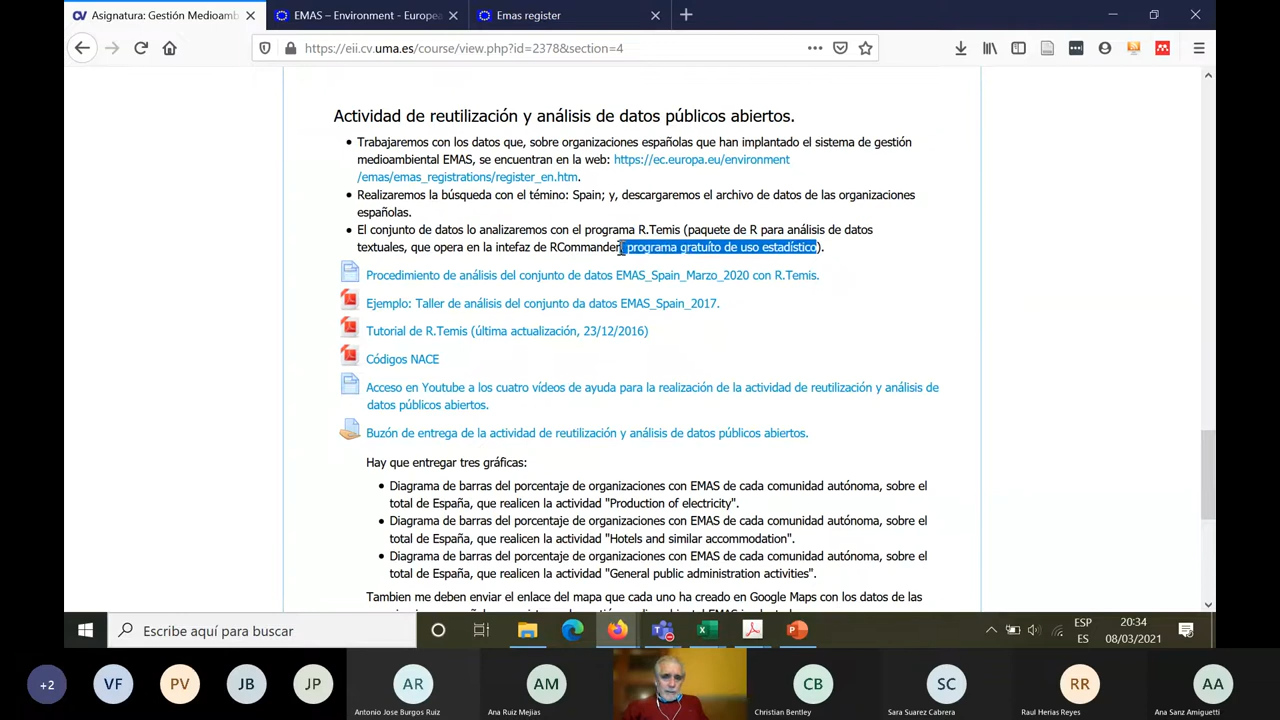 Asignatura: Gestión Medioamb
EMAS – Environment - Europea
Emas register
https://eii.cv.uma.es/course/view.php?id=2378&section=4
Actividad de reutilización y análisis de datos públicos abiertos.
Trabajaremos con los datos que, sobre organizaciones españolas que han implantado el sistema de gestión
medioambiental EMAS, se encuentran en la web: https://ec.europa.eu/environment
/emas/emas_registrations/register_en.htm.
Realizaremos la búsqueda con el témino: Spain; y, descargaremos el archivo de datos de las organizaciones
españolas.
El conjunto de datos lo analizaremos con el programa R.Temis (paquete de R para análisis de datos
textuales, que opera en la intefaz de RCommander, programa gratuíto de uso estadístico).
Procedimiento de análisis del conjunto de datos EMAS_Spain_Marzo_2020 con R.Temis.
Ejemplo: Taller de análisis del conjunto da datos EMAS_Spain_2017.
Tutorial de R.Temis (última actualización, 23/12/2016)
Códigos NACE
Acceso en Youtube a los cuatro vídeos de ayuda para la realización de la actividad de reutilización y análisis de
datos públicos abiertos.
Buzón de entrega de la actividad de reutilización y análisis de datos públicos abiertos.
Hay que entregar tres gráficas:
Diagrama de barras del porcentaje de organizaciones con EMAS de cada comunidad autónoma, sobre el
total de España, que realicen la actividad "Production of electricity".
Diagrama de barras del porcentaje de organizaciones con EMAS de cada comunidad autónoma, sobre el
total de España, que realicen la actividad "Hotels and similar accommodation".
Diagrama de barras del porcentaje de organizaciones con EMAS de cada comunidad autónoma, sobre el
total de España, que realicen la actividad "General public administration activities".
Tambien me deben enviar el enlace del mapa que cada uno ha creado en Google Maps con los datos de las
Escribe aquí para buscar
ESP
ES
20:34
08/03/2021
+2
VF
PV
JB
JP
AR
AM
CB
SC
RR
AA
Antonio Jose Burgos Ruiz
Ana Ruiz Mejias
Christian Bentley
Sara Suarez Cabrera
Raul Herias Reyes
Ana Sanz Amiguetti